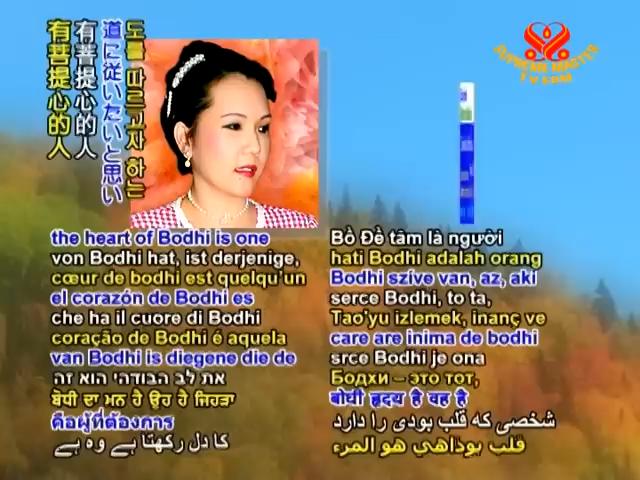 SUPREME MASTER
TV
有菩提心的人
有菩提心的人
道に従いたいと思い
도를 따르고자 하는
the heart of Bodhi is one
von Bodhi hat, ist derjenige,
cœur de bodhi est quelqu'un
el corazón de Bodhi es
che ha il cuore di Bodhi
coração de Bodhi é aquela
van Bodhi is diegene die de
את לב הבודהי הוא זה
ਬੋਧੀ ਦਾ ਮਨ ਹੈ ਉਹ ਹੈ ਜਿਹੜਾ
คือผู้ที่ต้องการ
کا دل رکھتا ہے وہ ہے
Bồ Đề tâm là người
hati Bodhi adalah orang
Bodhi szíve van, az, aki
serce Bodhi, to ta,
Tao'yu izlemek, inanç ve
care are inima de bodhi
srce Bodhi je ona
Бодхи – это тот,
बोधी हृदय है वह है
شخصی که قلب بودی را دارد
قلب بوذاهي هو المرء